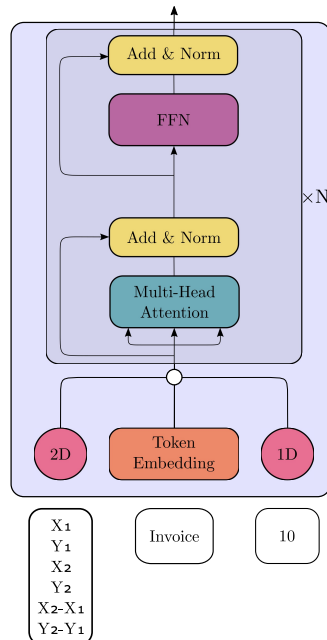 Add & Norm
FFN
×N
Add & Norm
Multi-Head
Attention
2D
Token
Embedding
1D
X1
Y1
X2
Y2
X2-X1
Y2-Y1
Invoice
10